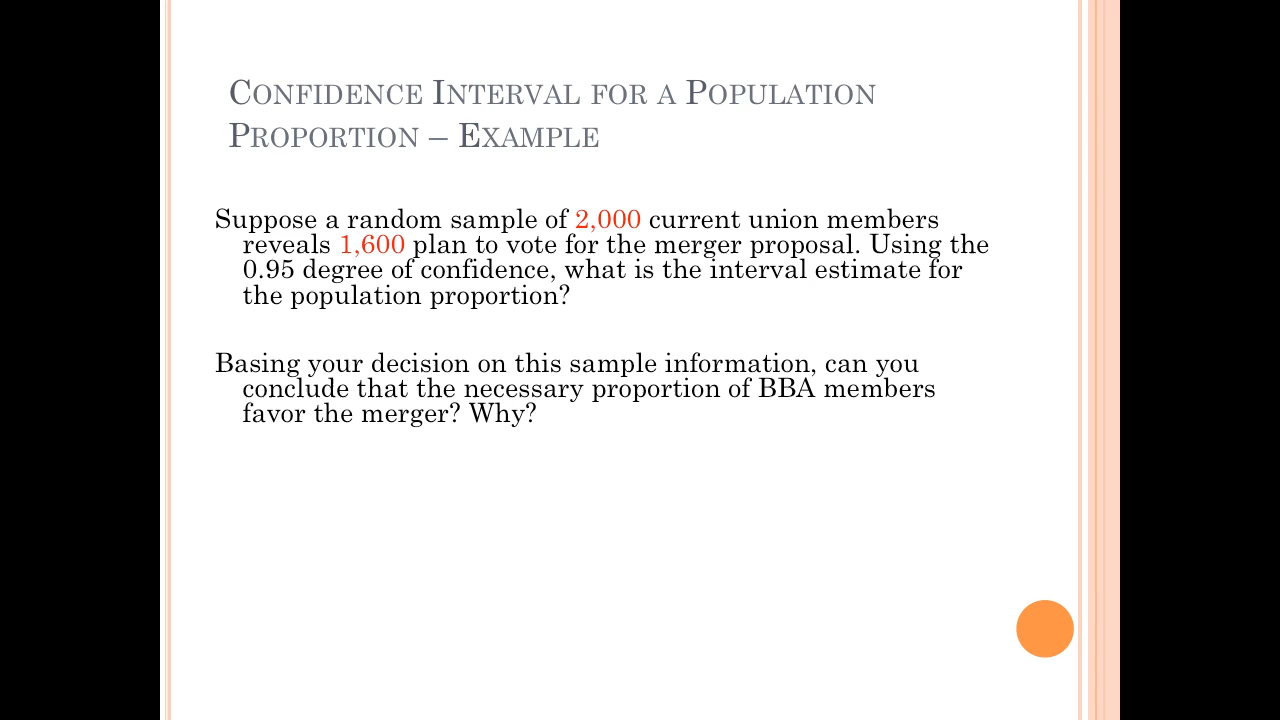 Confidence Interval for a Population
Proportion – Example
Suppose a random sample of 2,000 current union members
reveals 1,600 plan to vote for the merger proposal. Using the
0.95 degree of confidence, what is the interval estimate for
the population proportion?
Basing your decision on this sample information, can you
conclude that the necessary proportion of BBA members
favor the merger? Why?